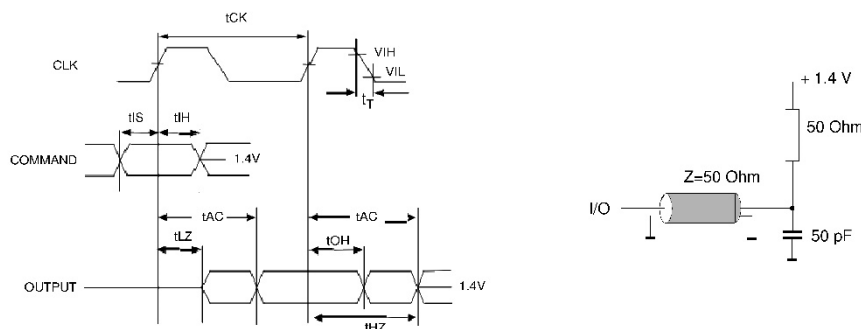 tCK
CLK
VIH
VIL
tT
tIS
tIH
COMMAND
1.4V
tAC
tAC
tLZ
tOH
OUTPUT
1.4V
tHZ
+ 1.4 V
50 Ohm
Z=50 Ohm
I/O
50 pF